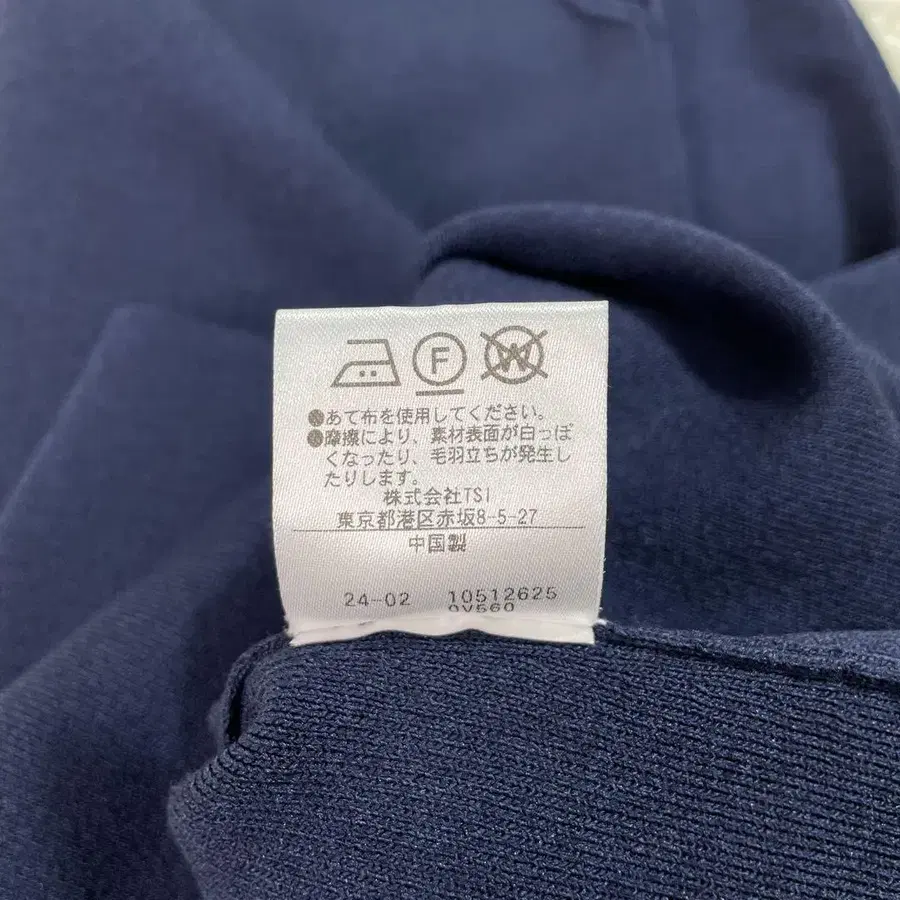 F W
●あて布を使用してください。
●摩擦により、素材表面が白っぽ
くなったり、毛羽立ちが発生し
たりします。
株式会社TSI
東京都港区赤坂8-5-27
中国製
24-02 10512625
0V560